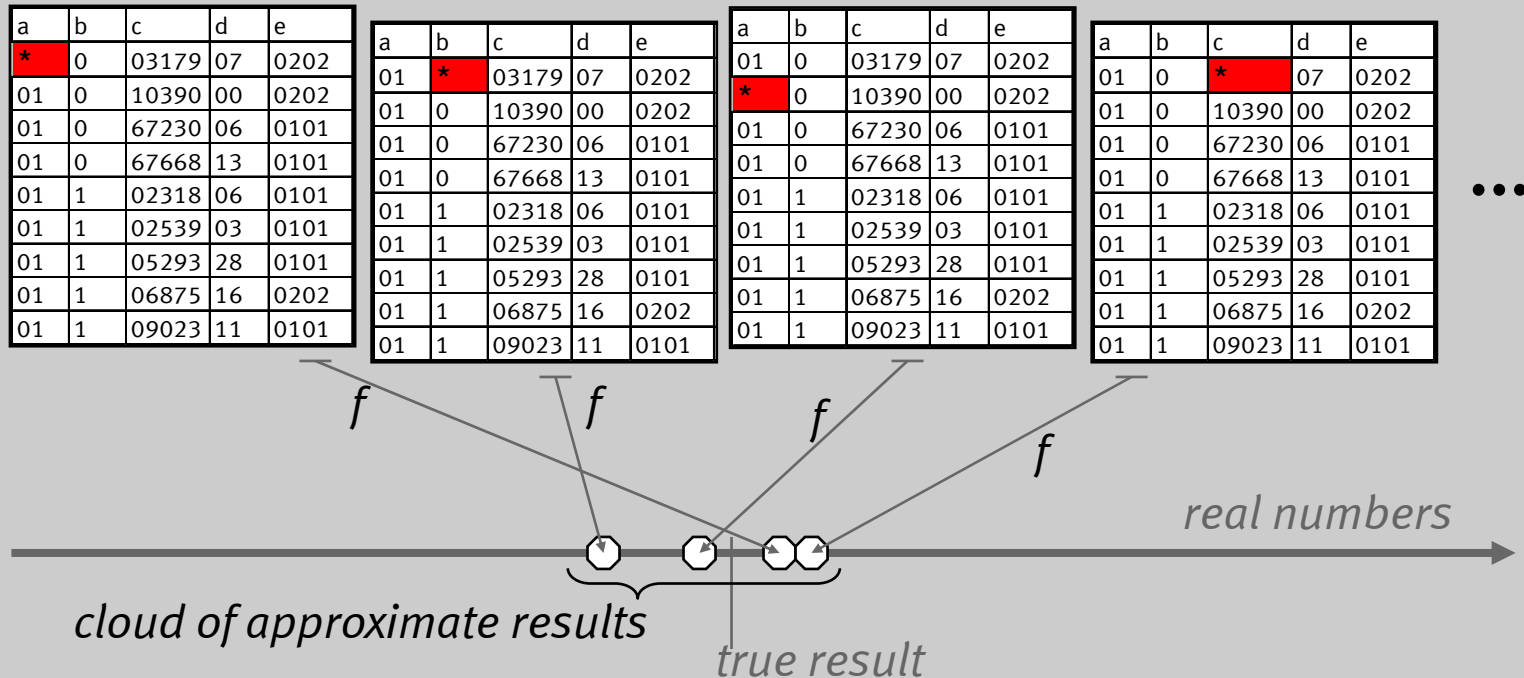 a b c d e
* 0 03179 07 0202
01 0 10390 00 0202
01 0 67230 06 0101
01 0 67668 13 0101
01 1 02318 06 0101
01 1 02539 03 0101
01 1 05293 28 0101
01 1 06875 16 0202
01 1 09023 11 0101
a b c d e
01 * 03179 07 0202
01 0 10390 00 0202
01 0 67230 06 0101
01 0 67668 13 0101
01 1 02318 06 0101
01 1 02539 03 0101
01 1 05293 28 0101
01 1 06875 16 0202
01 1 09023 11 0101
a b c d e
01 0 03179 07 0202
* 0 10390 00 0202
01 0 67230 06 0101
01 0 67668 13 0101
01 1 02318 06 0101
01 1 02539 03 0101
01 1 05293 28 0101
01 1 06875 16 0202
01 1 09023 11 0101
a b c d e
01 0 * 07 0202
01 0 10390 00 0202
01 0 67230 06 0101
01 0 67668 13 0101
01 1 02318 06 0101
01 1 02539 03 0101
01 1 05293 28 0101
01 1 06875 16 0202
01 1 09023 11 0101
...
f f f f
real numbers
cloud of approximate results
true result